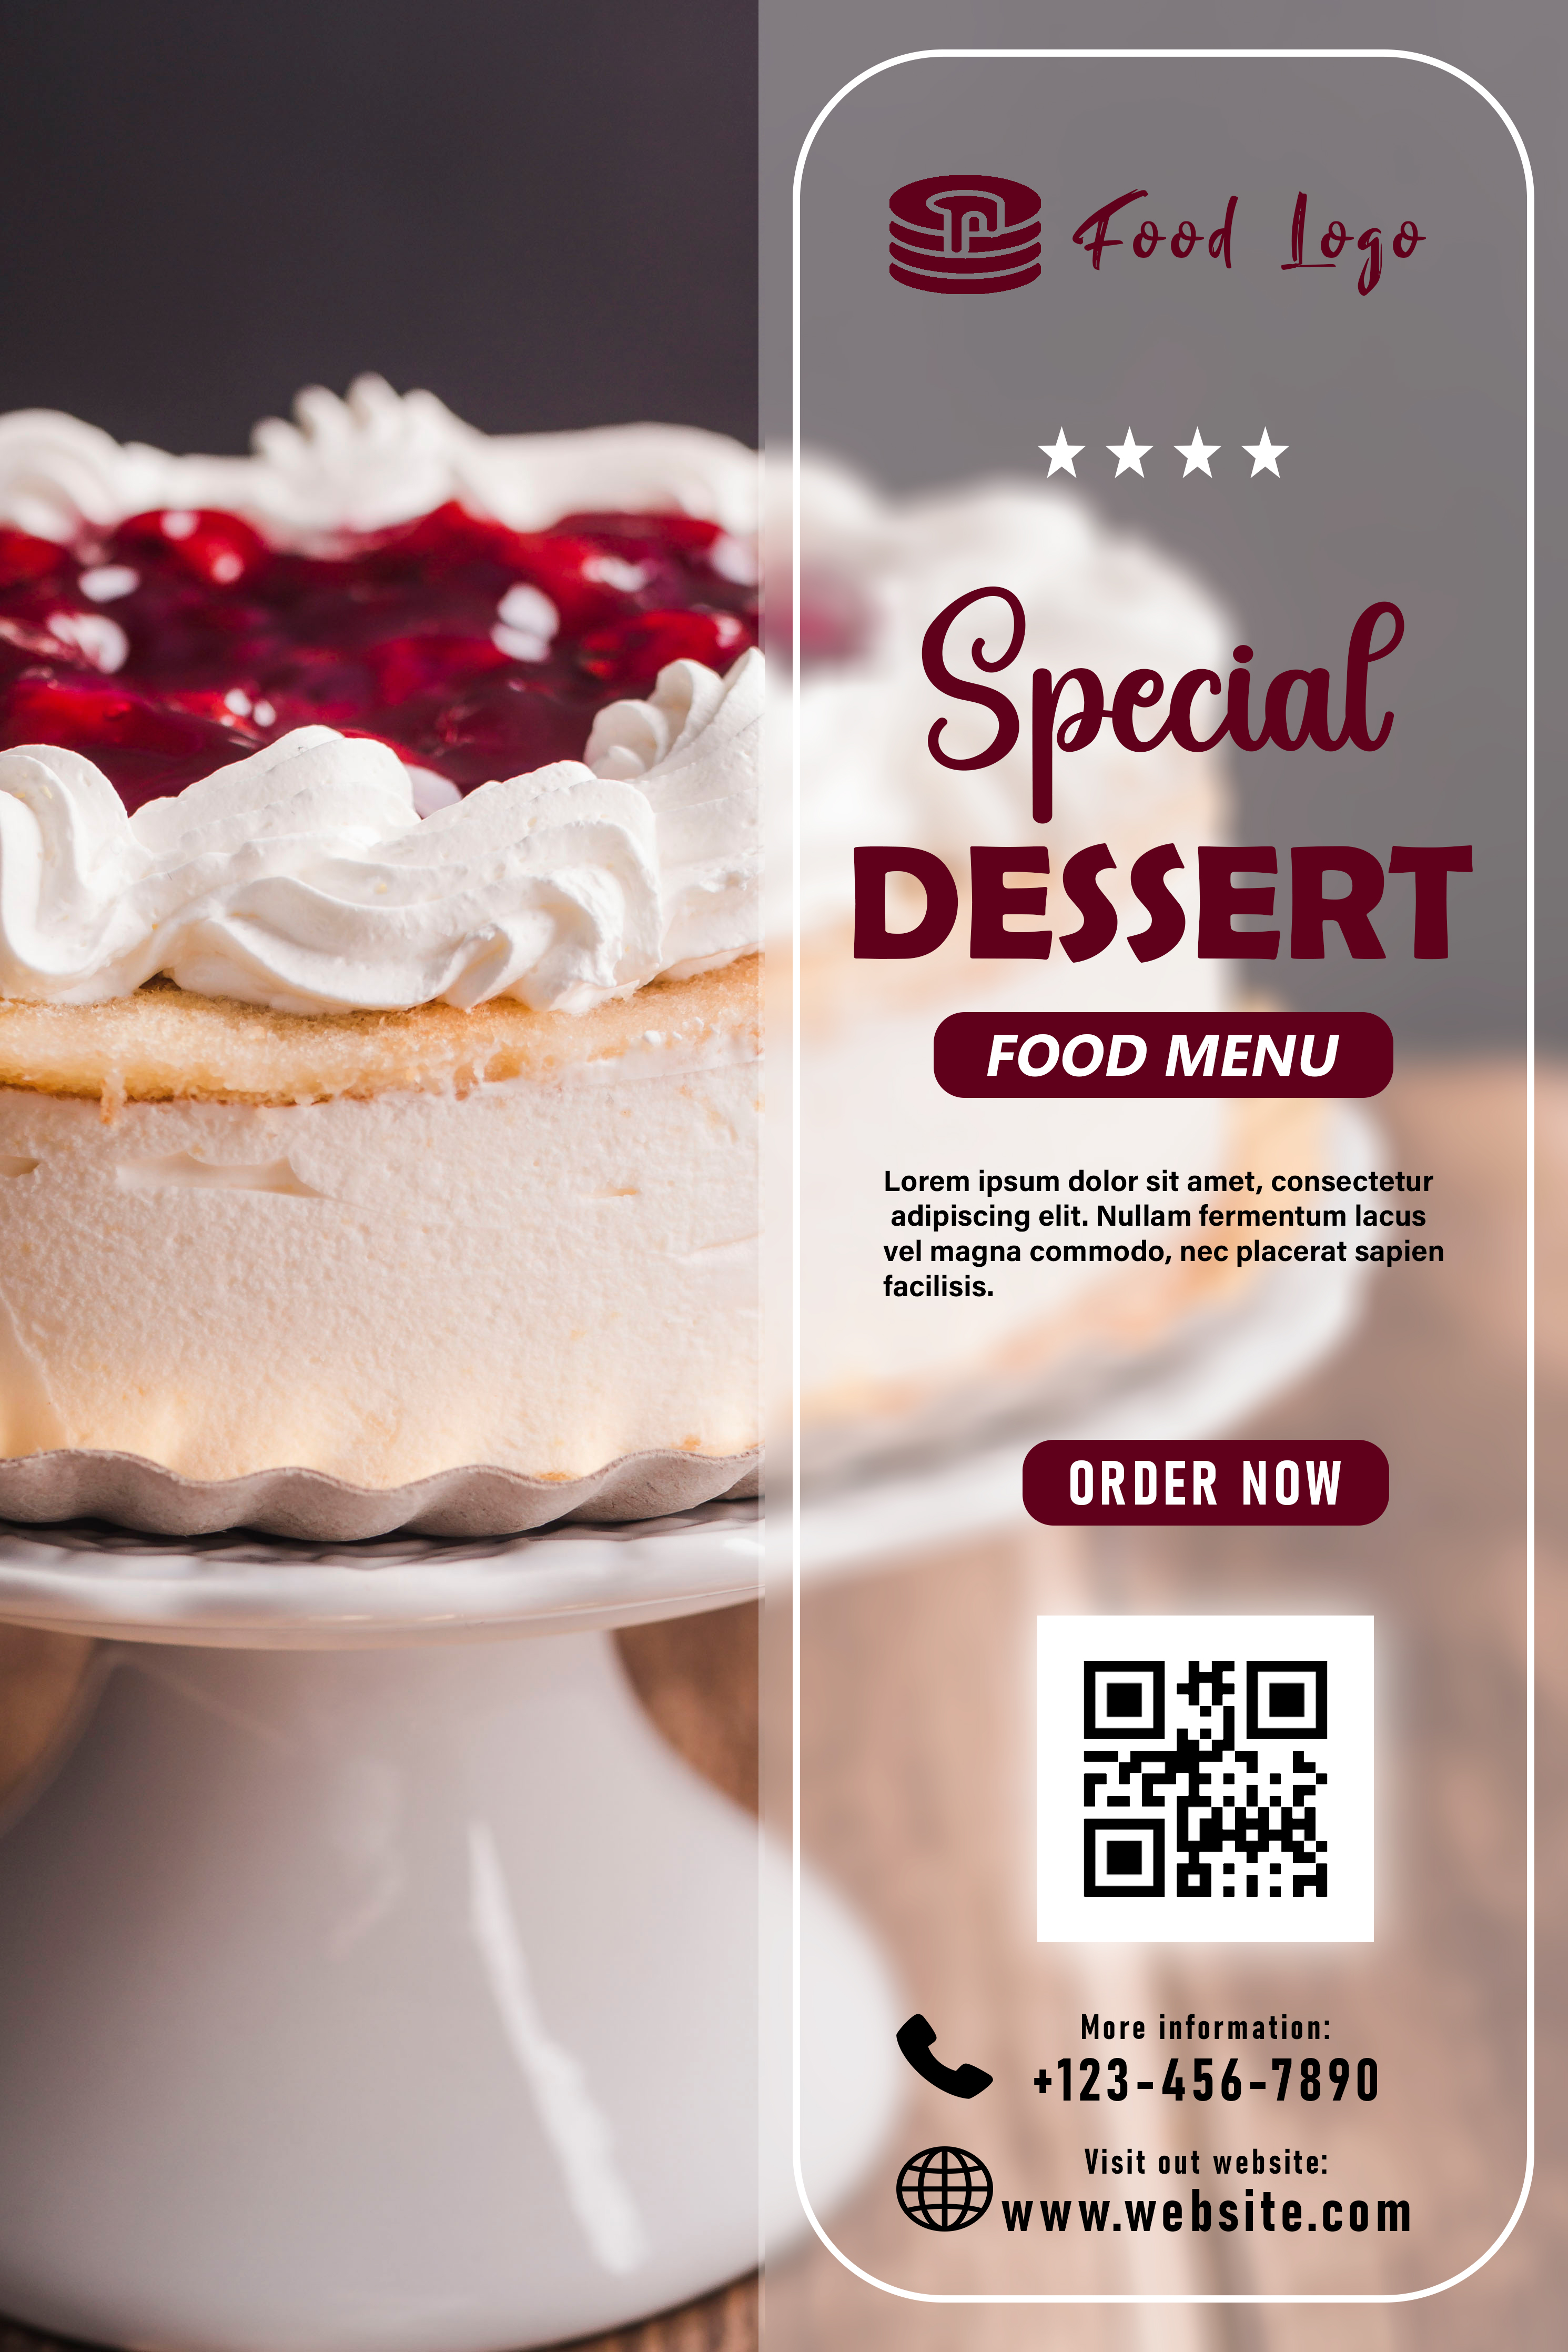 Food Logo
Special
DESSERT
FOOD MENU
Lorem ipsum dolor sit amet, consectetur
adipiscing elit. Nullam fermentum lacus
vel magna commodo, nec placerat sapien
facilisis.
ORDER NOW
More information:
+123-456-7890
Visit out website:
www.website.com